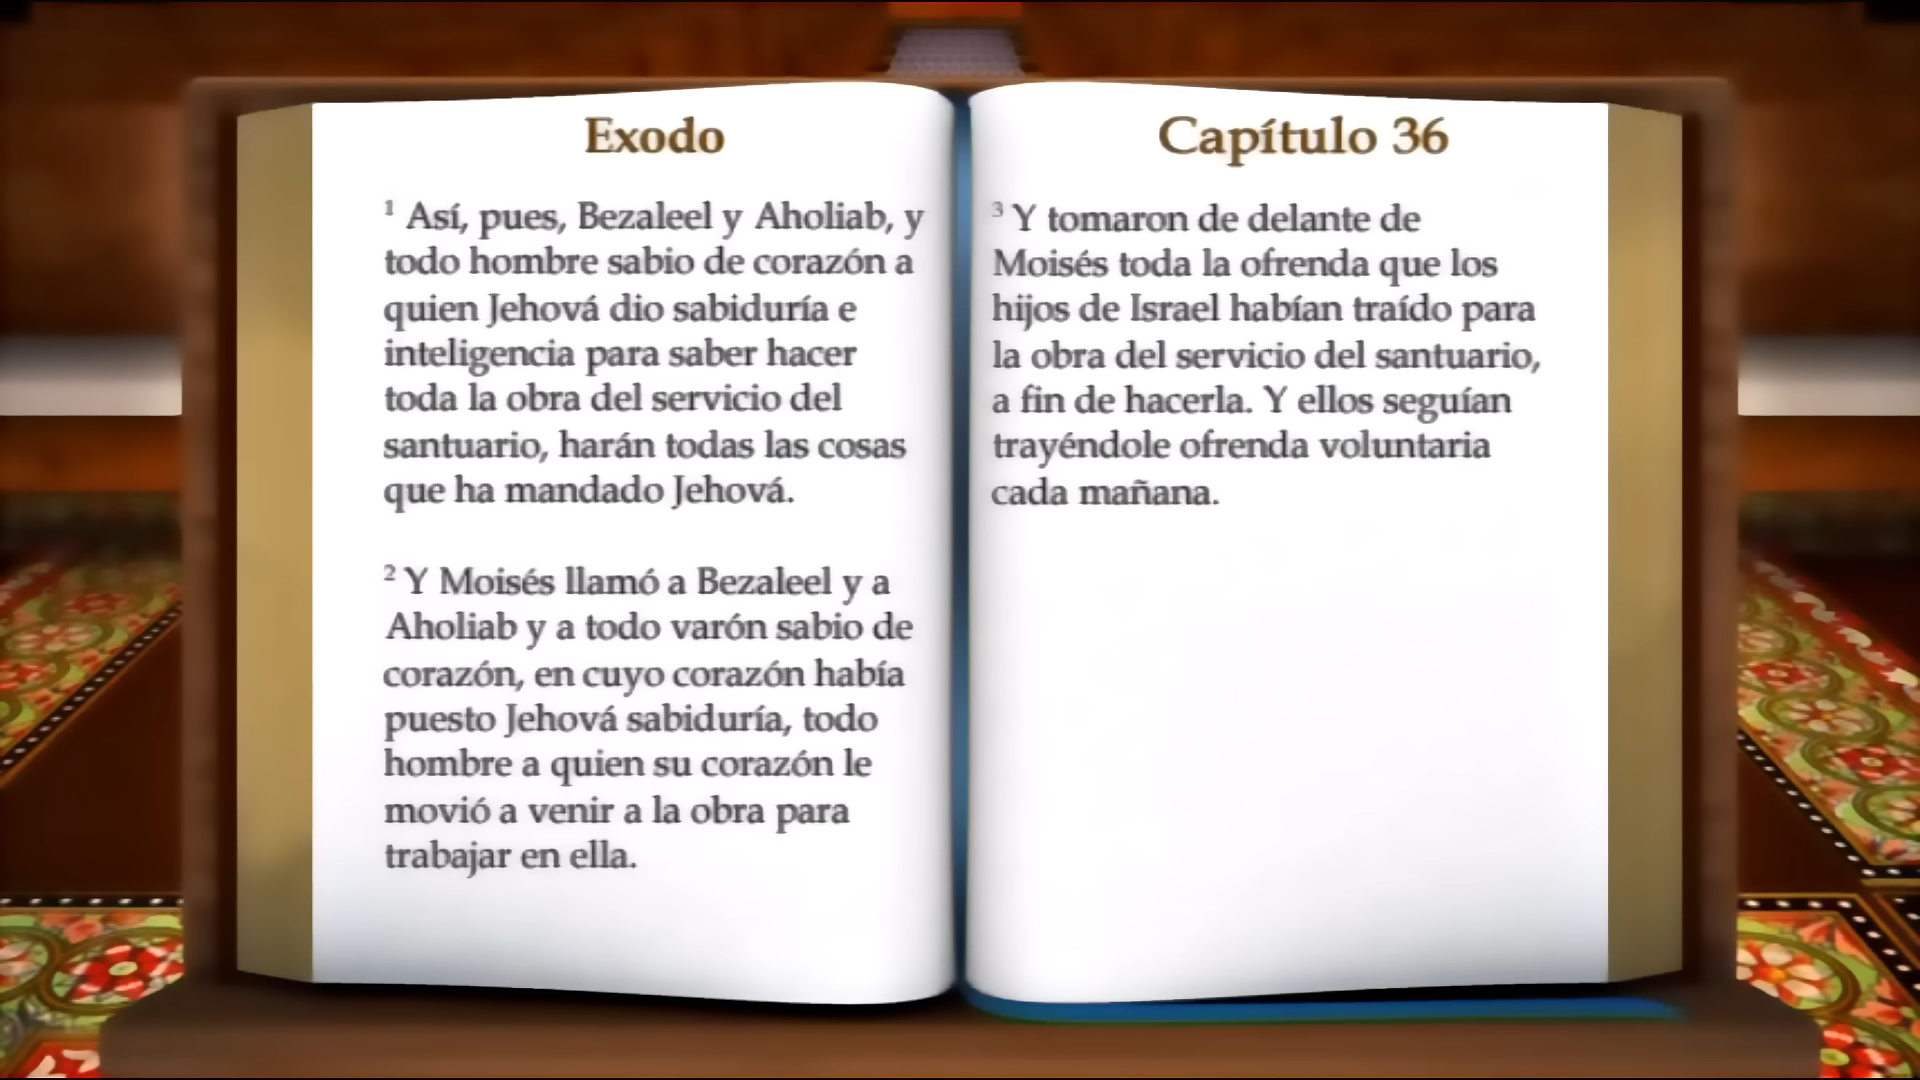 Exodo
1 Así, pues, Bezaleel y Aholiab, y
todo hombre sabio de corazón a
quien Jehová dio sabiduría e
inteligencia para saber hacer
toda la obra del servicio del
santuario, harán todas las cosas
que ha mandado Jehová.
2 Y Moisés llamó a Bezaleel y a
Aholiab y a todo varón sabio de
corazón, en cuyo corazón había
puesto Jehová sabiduría, todo
hombre a quien su corazón le
movió a venir a la obra para
trabajar en ella.
Capítulo 36
3 Y tomaron de delante de
Moisés toda la ofrenda que los
hijos de Israel habían traído para
la obra del servicio del santuario,
a fin de hacerla. Y ellos seguían
trayéndole ofrenda voluntaria
cada mañana.